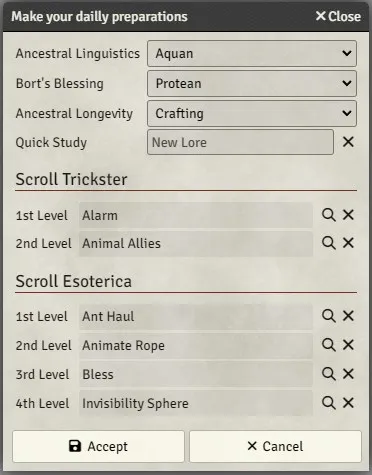 Make your dailly preparations
Close
Ancestral Linguistics Aquan
Bort's Blessing Protean
Ancestral Longevity Crafting
Quick Study New Lore
Scroll Trickster
1st Level Alarm
2nd Level Animal Allies
Scroll Esoterica
1st Level Ant Haul
2nd Level Animate Rope
3rd Level Bless
4th Level Invisibility Sphere
Accept
Cancel